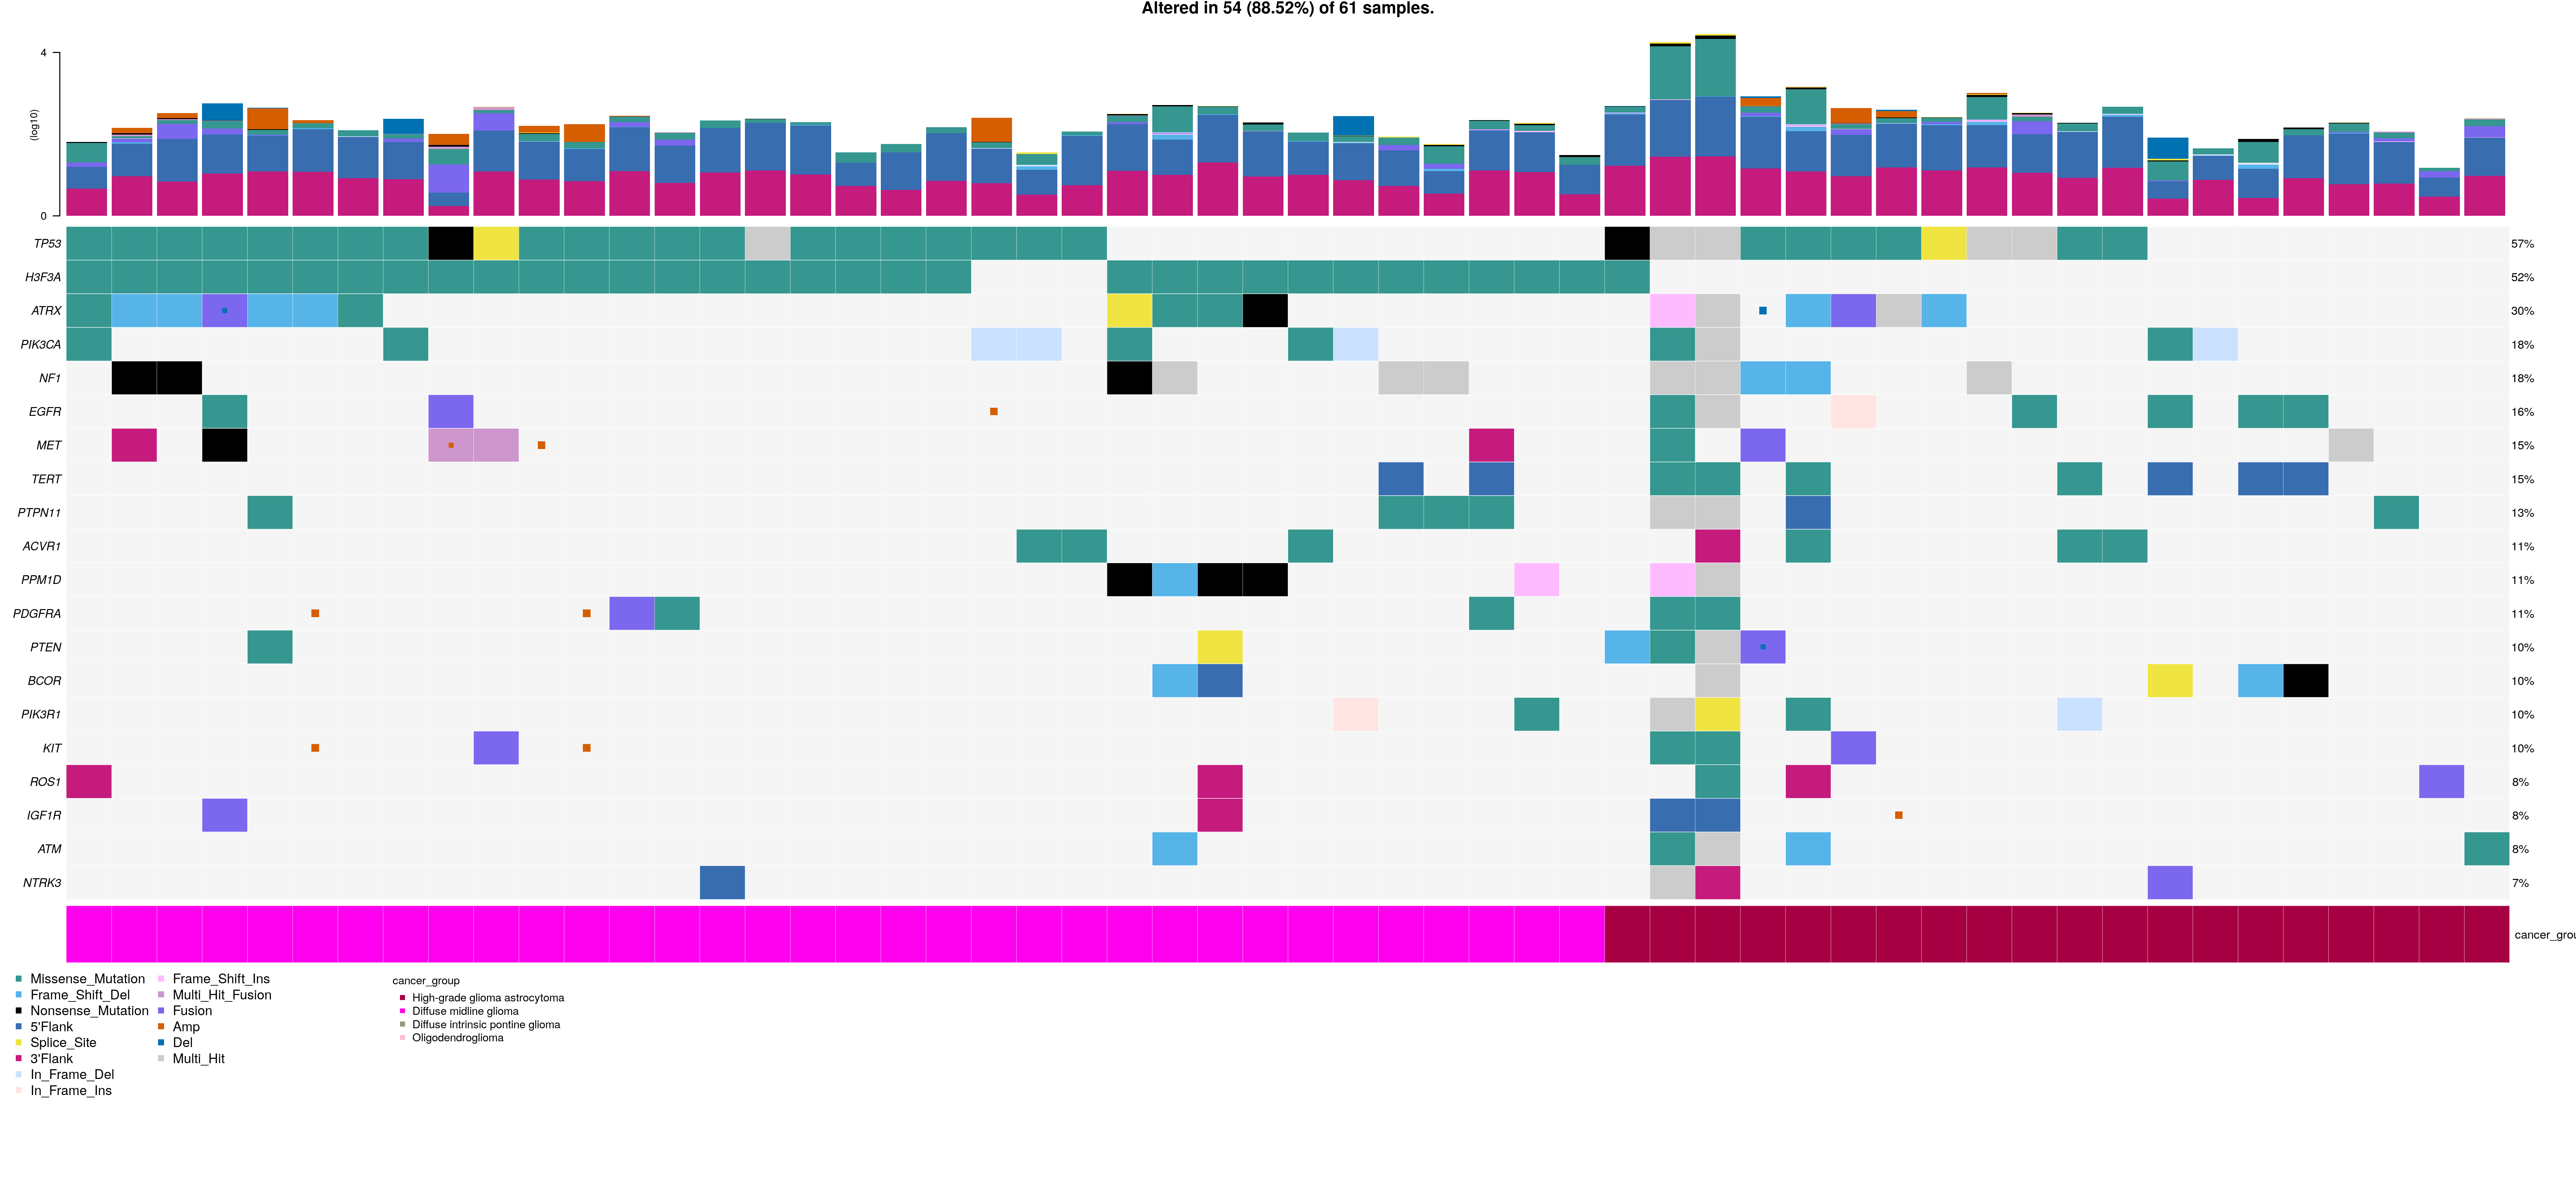 Altered in 54 (88.52%) of 61 samples.
4
(log10)
0
TP53 57%
H3F3A 52%
ATRX 30%
PIK3CA 18%
NF1 18%
EGFR 16%
MET 15%
TERT 15%
PTPN11 13%
ACVR1 11%
PPM1D 11%
PDGFRA 11%
PTEN 10%
BCOR 10%
PIK3R1 10%
KIT 10%
ROS1 8%
IGF1R 8%
ATM 8%
NTRK3 7%
cancer_grou
Missense_Mutation
Frame_Shift_Del
Nonsense_Mutation
5'Flank
Splice_Site
3'Flank
In_Frame_Del
In_Frame_Ins
Frame_Shift_Ins
Multi_Hit_Fusion
Fusion
Amp
Del
Multi_Hit
cancer_group
High-grade glioma astrocytoma
Diffuse midline glioma
Diffuse intrinsic pontine glioma
Oligodendroglioma